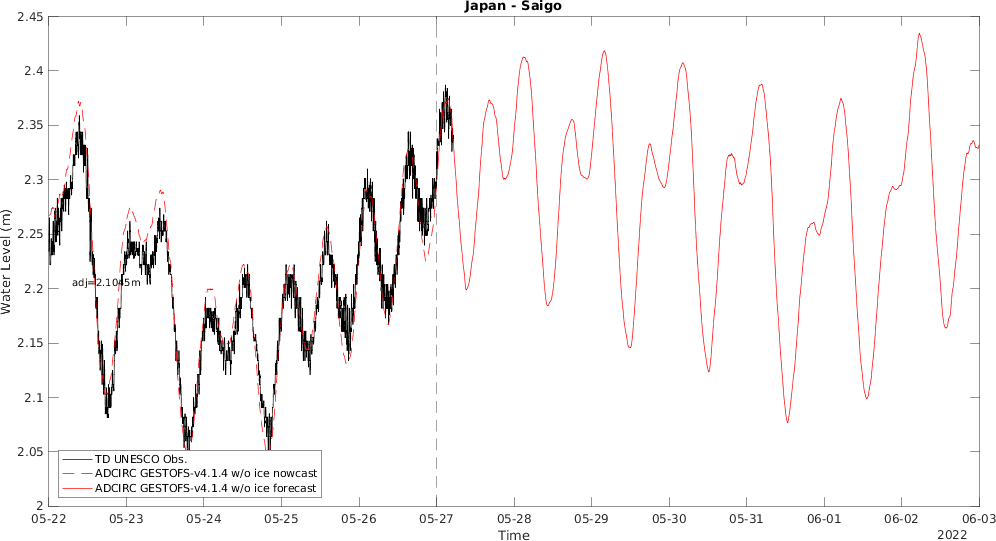 Japan - Saigo
2.45
2.4
2.35
2.3
2.25
2.2
2.15
2.1
2.05
2
Water Level (m)
adj=2.1045m
TD UNESCO Obs.
ADCIRC GESTOFS-v4.1.4 w/o ice nowcast
ADCIRC GESTOFS-v4.1.4 w/o ice forecast
05-22 05-23 05-24 05-25 05-26 05-27 05-28 05-29 05-30 05-31 06-01 06-02 06-03
Time
2022